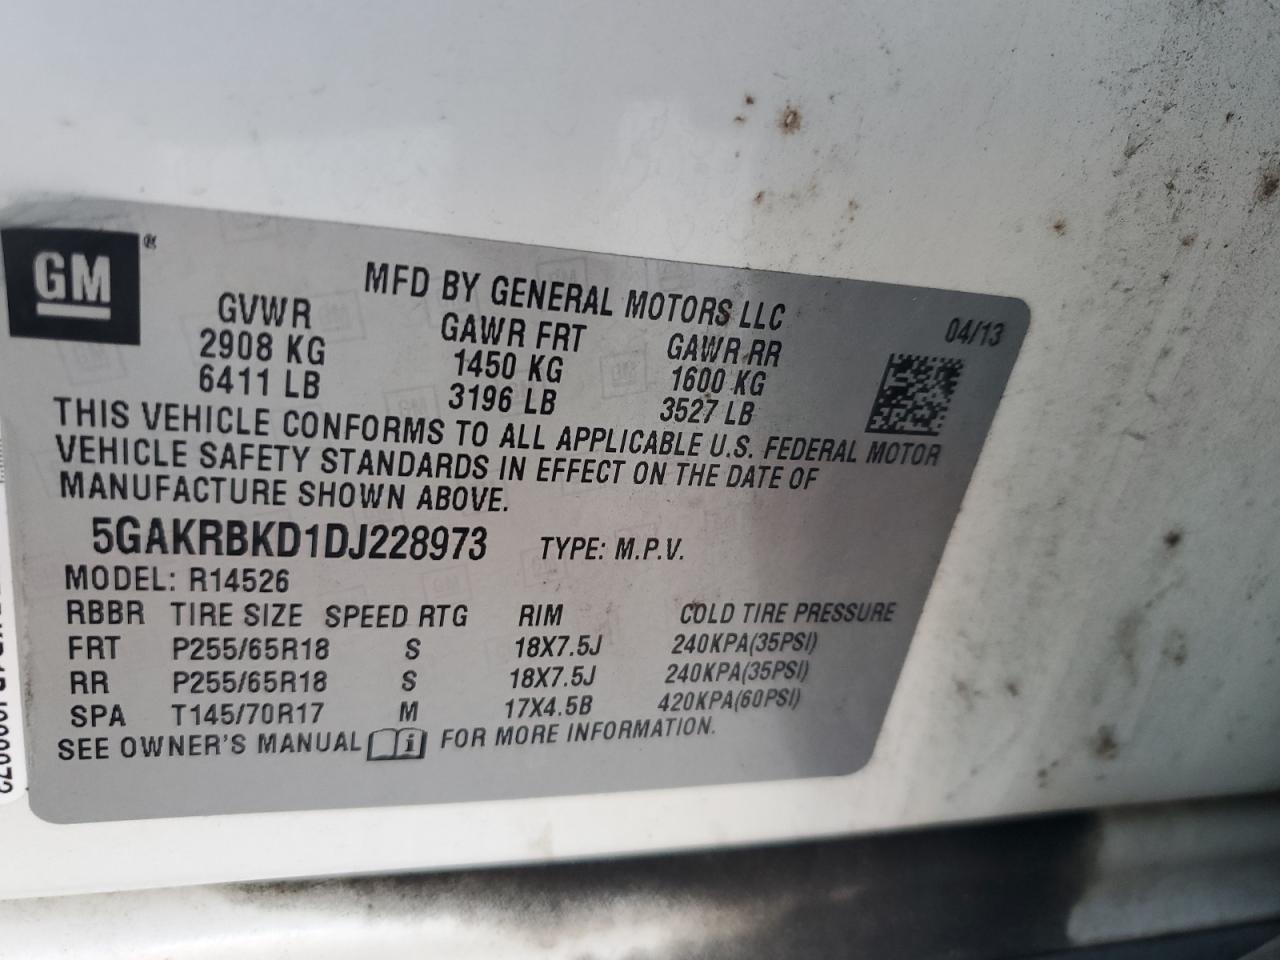 GM ®
MFD BY GENERAL MOTORS LLC
04/13
GVWR GAWR FRT GAWR RR
2908 KG 1450 KG 1600 KG
6411 LB 3196 LB 3527 LB
THIS VEHICLE CONFORMS TO ALL APPLICABLE U.S. FEDERAL MOTOR
VEHICLE SAFETY STANDARDS IN EFFECT ON THE DATE OF
MANUFACTURE SHOWN ABOVE.
5GAKRBKD1DJ228973 TYPE: M.P.V.
MODEL: R14526
RBBR TIRE SIZE SPEED RTG RIM COLD TIRE PRESSURE
FRT P255/65R18 S 18X7.5J 240KPA(35PSI)
RR P255/65R18 S 18X7.5J 240KPA(35PSI)
SPA T145/70R17 M 17X4.5B 420KPA(60PSI)
SEE OWNER'S MANUAL i FOR MORE INFORMATION.